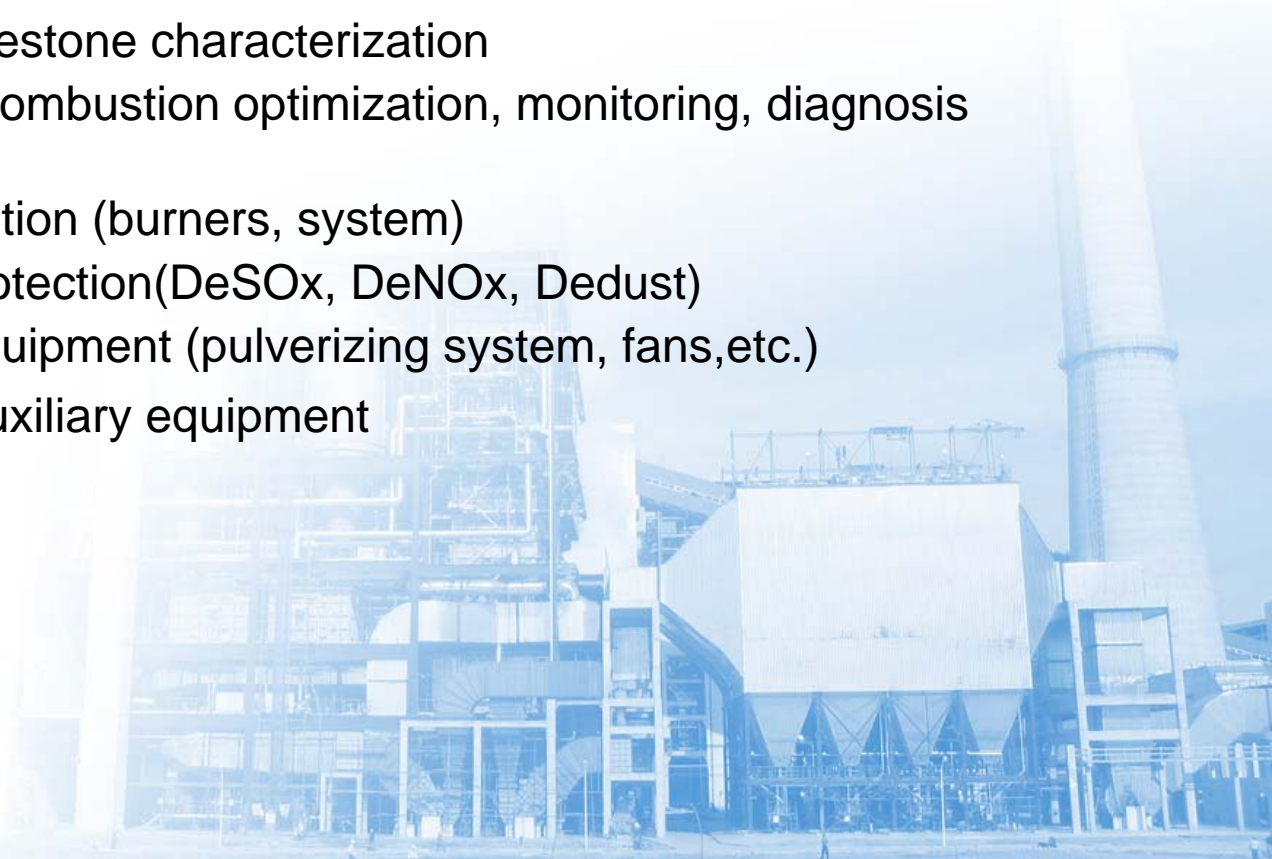 estone characterization
ombustion optimization, monitoring, diagnosis
tion (burners, system)
otection(DeSOx, DeNOx, Dedust)
uipment (pulverizing system, fans,etc.)
uxiliary equipment